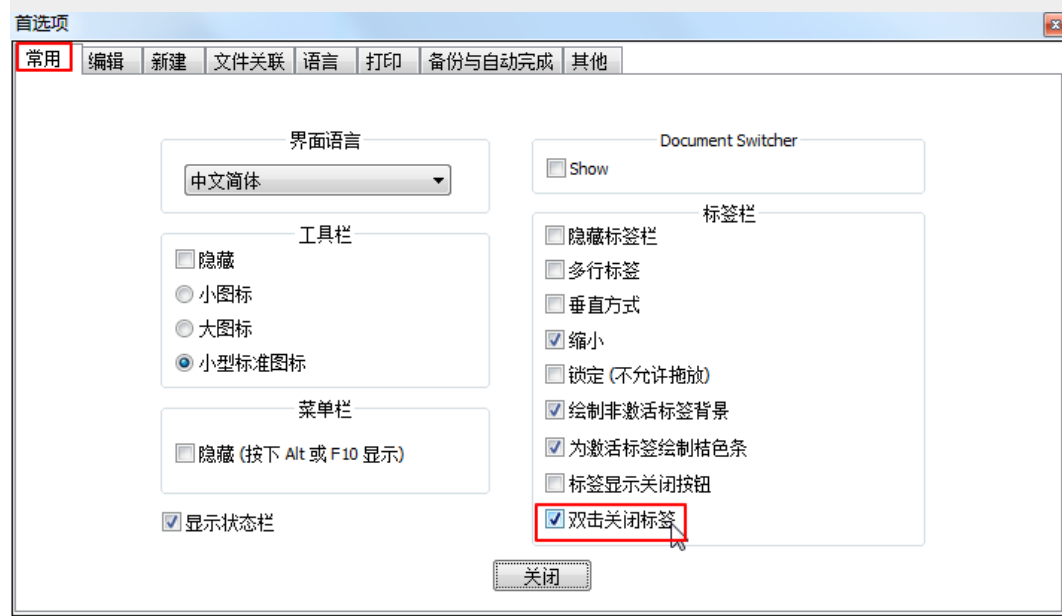 首选项
常用 编辑 新建 文件关联 语言 打印 备份与自动完成 其他
界面语言
中文简体
工具栏
隐藏
小图标
大图标
小型标准图标
菜单栏
隐藏 (按下 Alt 或 F10 显示)
显示状态栏
Document Switcher
Show
标签栏
隐藏标签栏
多行标签
垂直方式
缩小
锁定 (不允许拖放)
绘制非激活标签背景
为激活标签绘制桔色条
标签显示关闭按钮
双击关闭标签
关闭